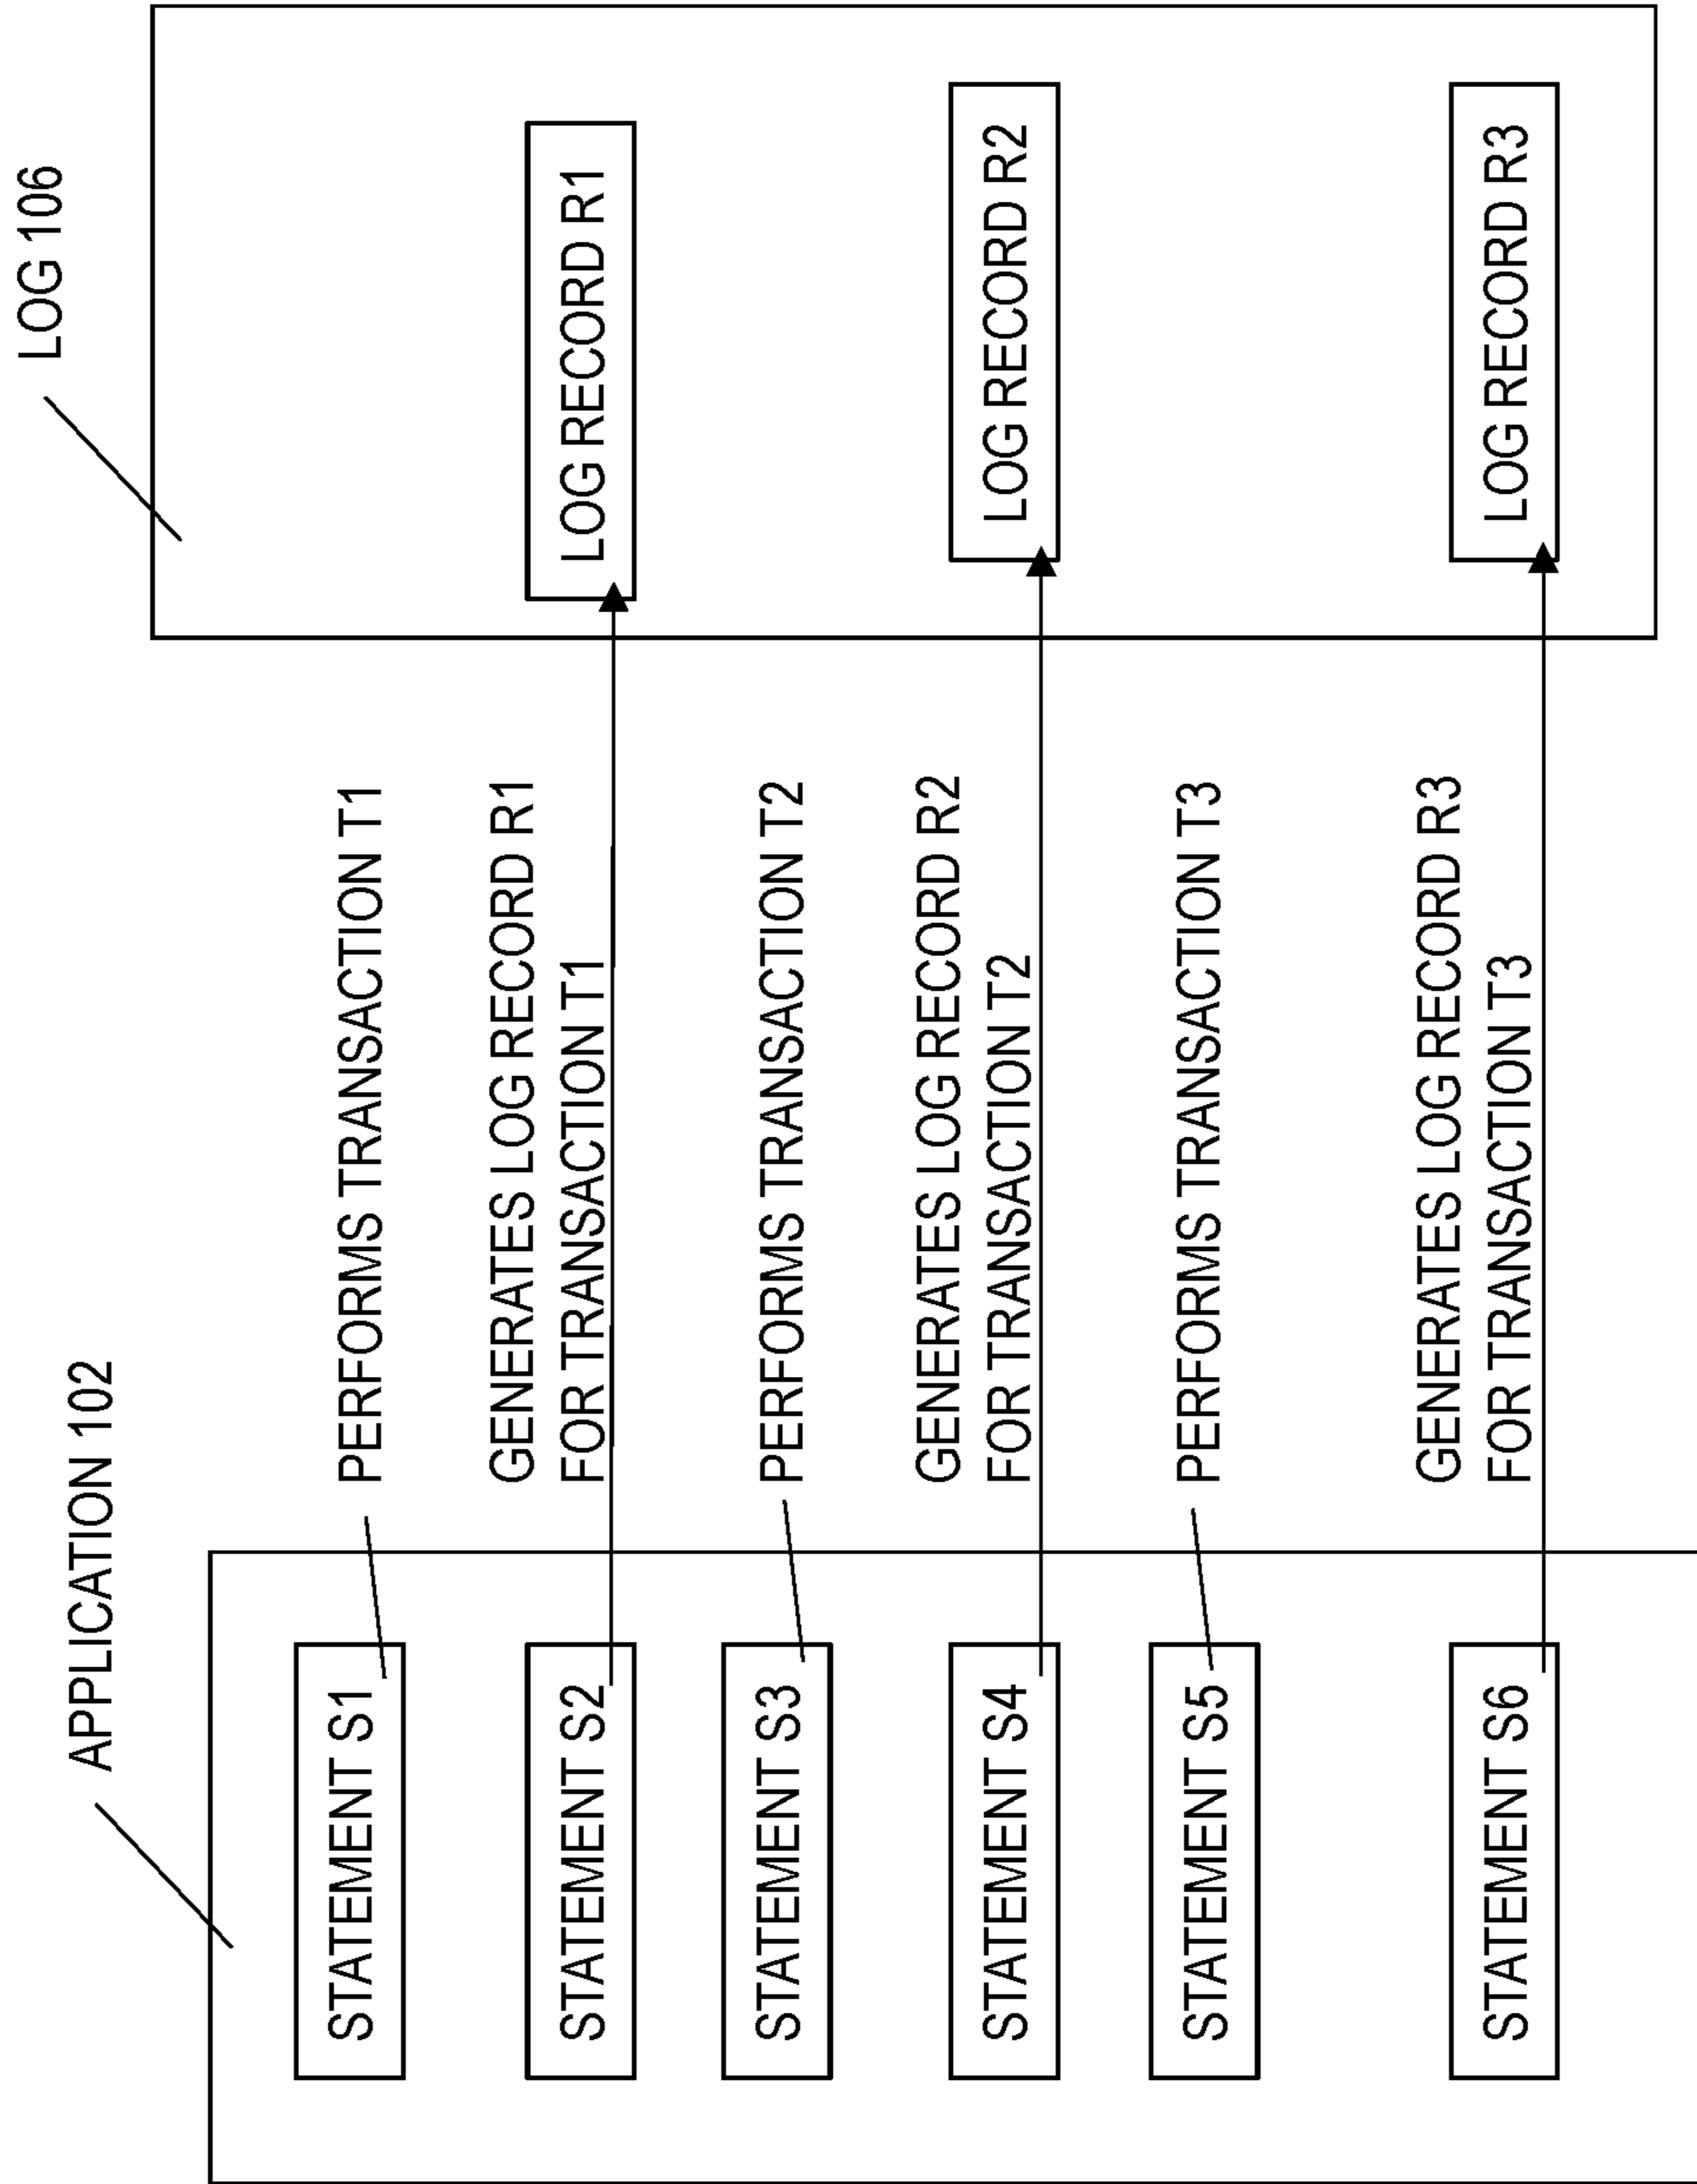 APPLICATION 102
LOG 106
STATEMENT S1
PERFORMS TRANSACTION T1
STATEMENT S2
GENERATES LOG RECORD R1
FOR TRANSACTION T1
LOG RECORD R1
STATEMENT S3
PERFORMS TRANSACTION T2
STATEMENT S4
GENERATES LOG RECORD R2
FOR TRANSACTION T2
LOG RECORD R2
STATEMENT S5
PERFORMS TRANSACTION T3
STATEMENT S6
GENERATES LOG RECORD R3
FOR TRANSACTION T3
LOG RECORD R3